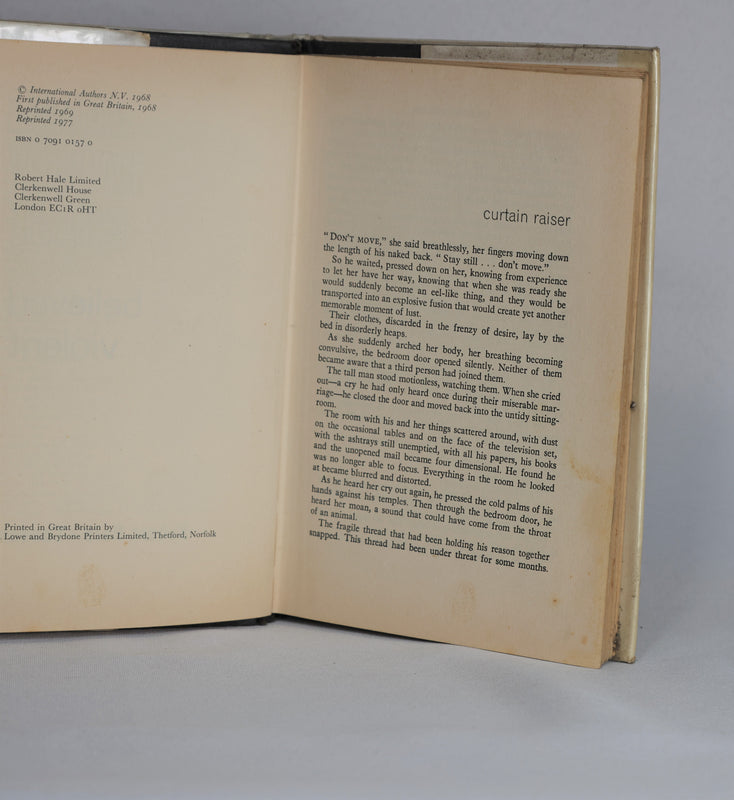 © International Authors N.V. 1968
First published in Great Britain, 1968
Reprinted 1969
Reprinted 1977
ISBN 0 7091 0157 0
Robert Hale Limited
Clerkenwell House
Clerkenwell Green
London EC1R 0HT
Printed in Great Britain by
Lowe and Brydone Printers Limited, Thetford, Norfolk
curtain raiser
“DON'T MOVE,” she said breathlessly, her fingers moving down
the length of his naked back. “Stay still . . . don't move.”
So he waited, pressed down on her, knowing from experience
to let her have her way, knowing that when she was ready she
would suddenly become an eel-like thing, and they would be
transported into an explosive fusion that would create yet another
memorable moment of lust.
Their clothes, discarded in the frenzy of desire, lay by the
bed in disorderly heaps.
As she suddenly arched her body, her breathing becoming
convulsive, the bedroom door opened silently. Neither of them
became aware that a third person had joined them.
The tall man stood motionless, watching them. When she cried
out—a cry he had only heard once during their miserable mar-
riage—he closed the door and moved back into the untidy sitting-
room.
The room with his and her things scattered around, with dust
on the occasional tables and on the face of the television set,
with the ashtrays still unemptied, with all his papers, his books
and the unopened mail became four dimensional. He found he
was no longer able to focus. Everything in the room he looked
at became blurred and distorted.
As he heard her cry out again, he pressed the cold palms of his
hands against his temples. Then through the bedroom door, he
heard her moan, a sound that could have come from the throat
of an animal.
The fragile thread that had been holding his reason together
snapped. This thread had been under threat for some months.